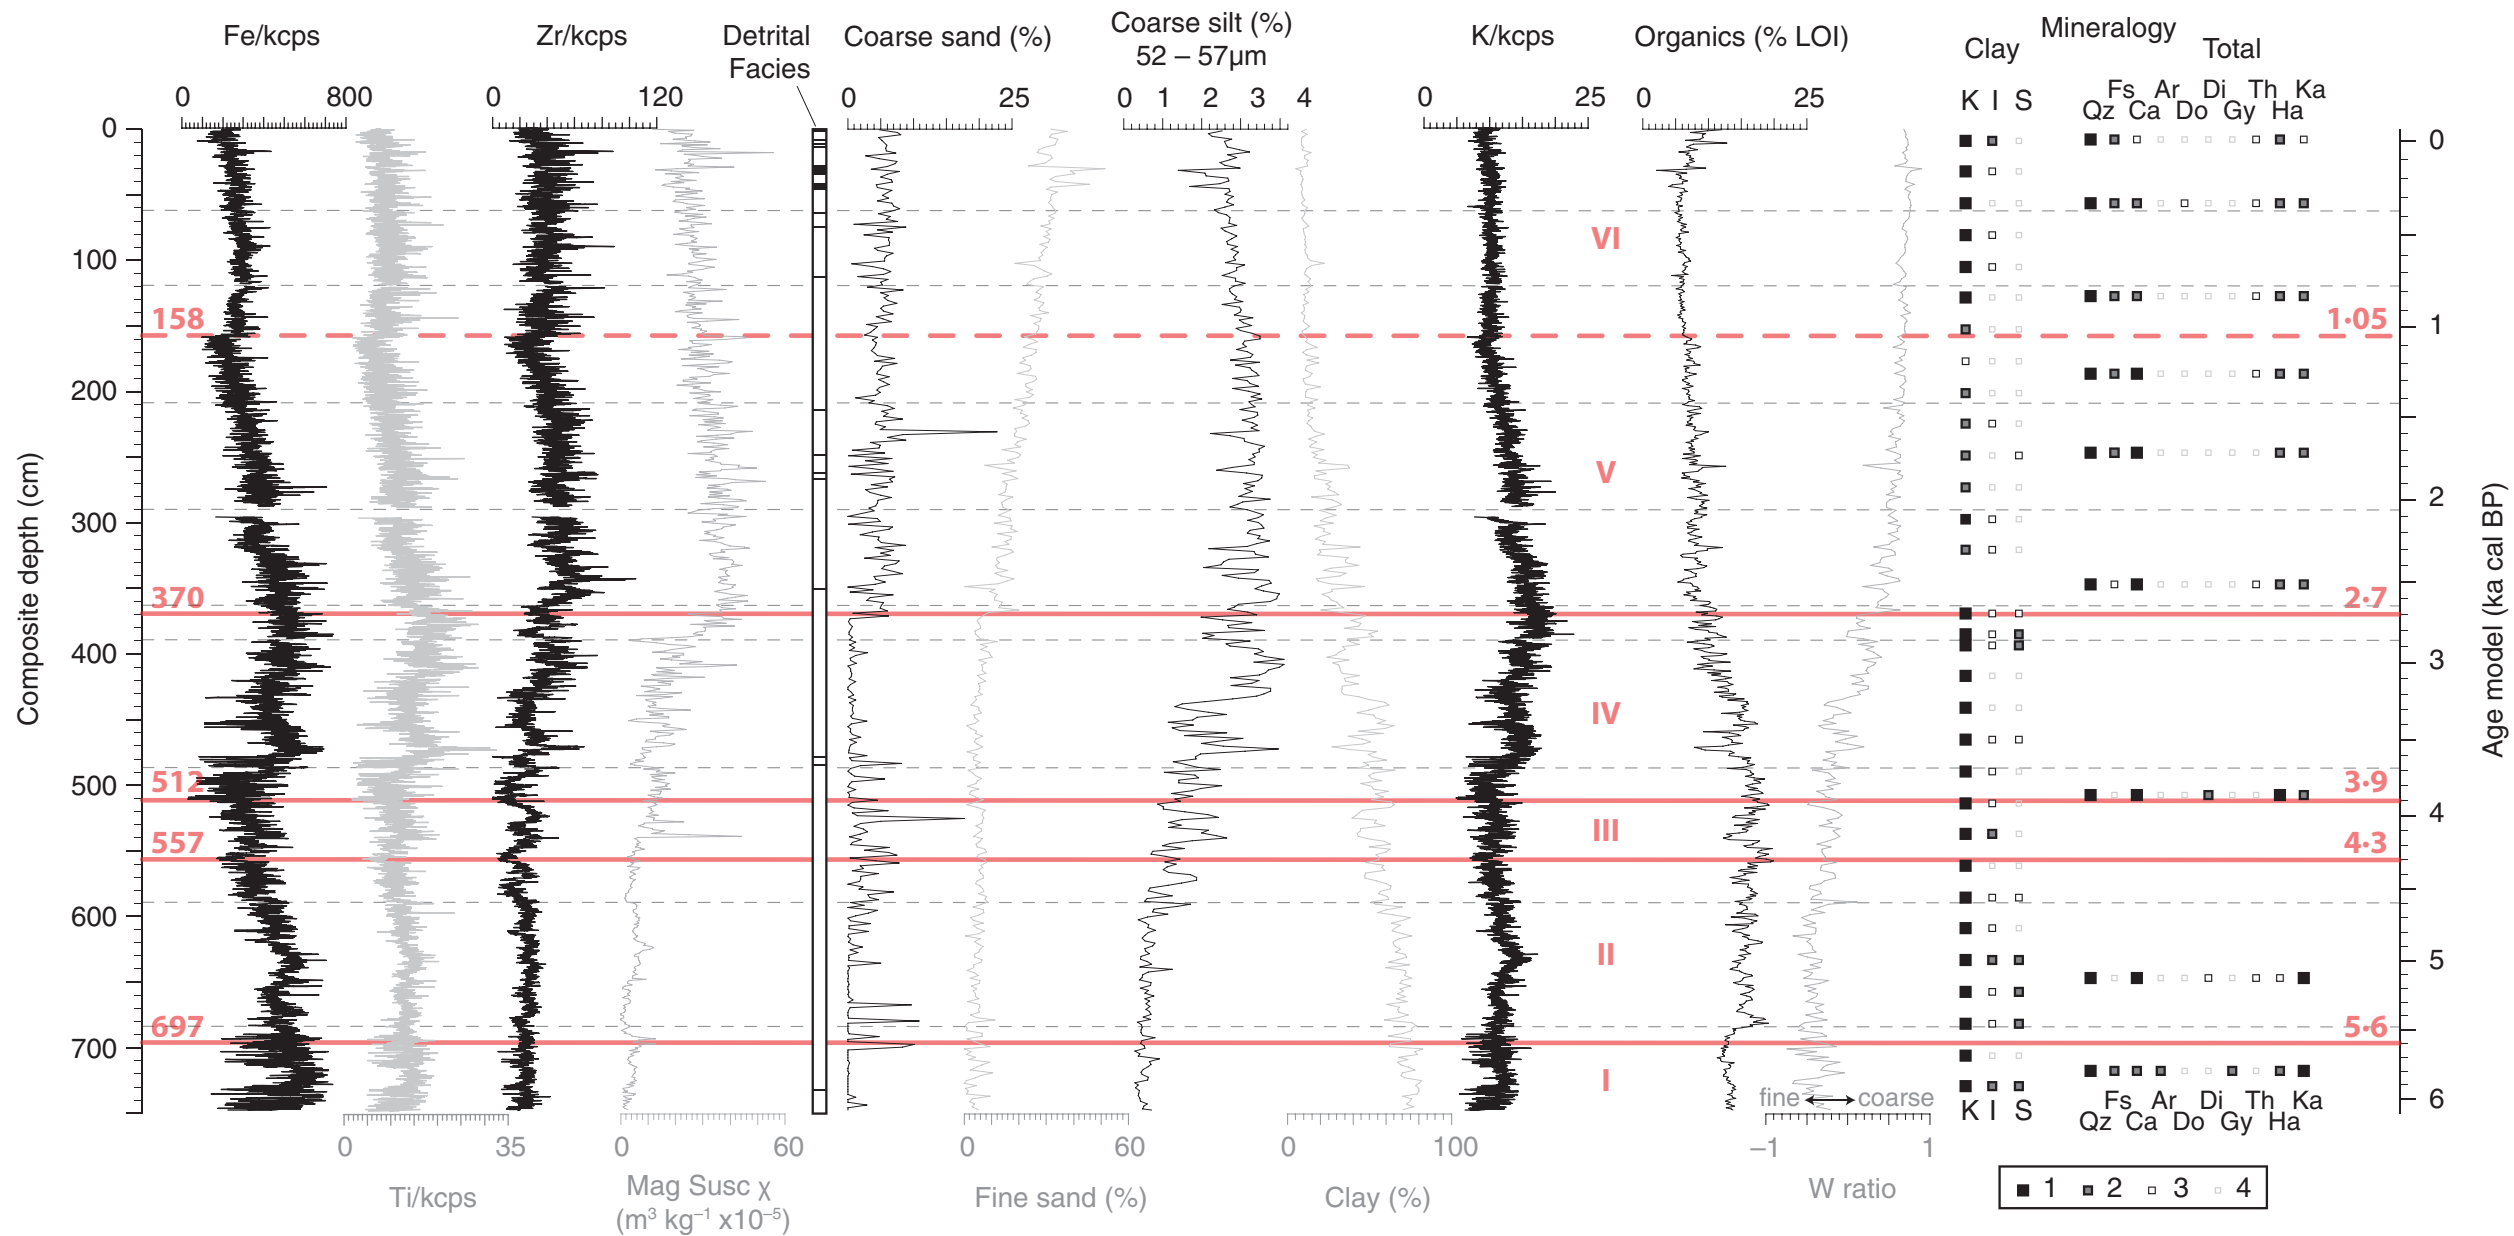 Fe/kcps
Zr/kcps
Detrital
Facies
Coarse sand (%)
Coarse silt (%)
52 – 57µm
K/kcps
Organics (% LOI)
Mineralogy
Clay
Total
0 800
0 120
0 25
0 1 2 3 4
0 25
0 25
K I S
Fs Ar Di Th Ka
Qz Ca Do Gy Ha
Composite depth (cm)
0
100
200
300
400
500
600
700
158
370
512
557
697
VI
V
IV
III
II
I
1·05
2·7
3·9
4·3
5·6
0
1
2
3
4
5
6
Age model (ka cal BP)
fine coarse
K I S
Fs Ar Di Th Ka
Qz Ca Do Gy Ha
0 35
0 60
0 60
0 100
–1 1
Ti/kcps
Mag Susc χ
(m³ kg⁻¹ x10⁻⁵)
Fine sand (%)
Clay (%)
W ratio
1 2 3 4